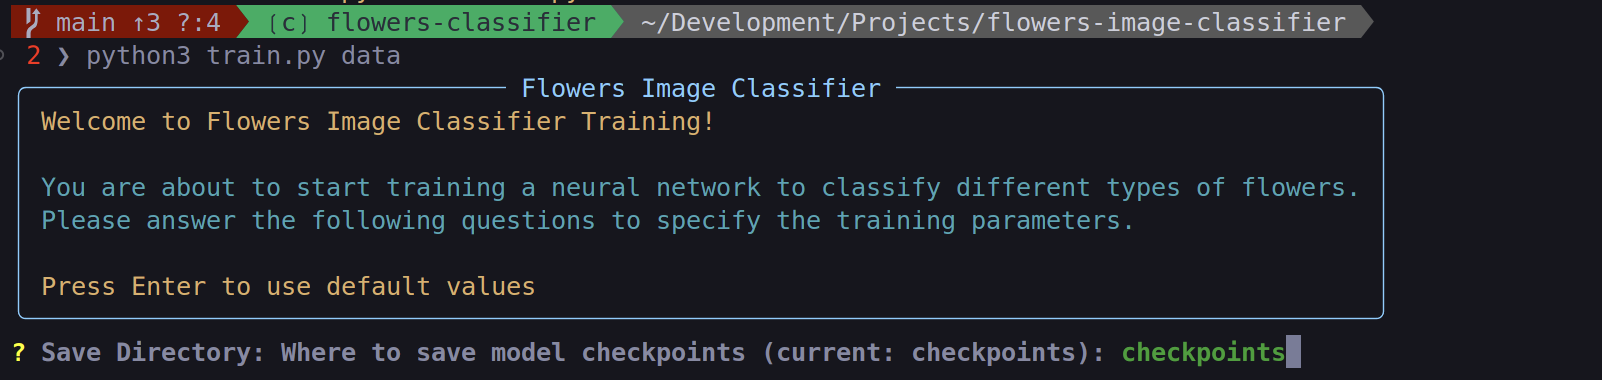 main ↑3 ?:4 (c) flowers-classifier ~/Development/Projects/flowers-image-classifier
2 ❯ python3 train.py data
Flowers Image Classifier
Welcome to Flowers Image Classifier Training!
You are about to start training a neural network to classify different types of flowers.
Please answer the following questions to specify the training parameters.
Press Enter to use default values
? Save Directory: Where to save model checkpoints (current: checkpoints): checkpoints